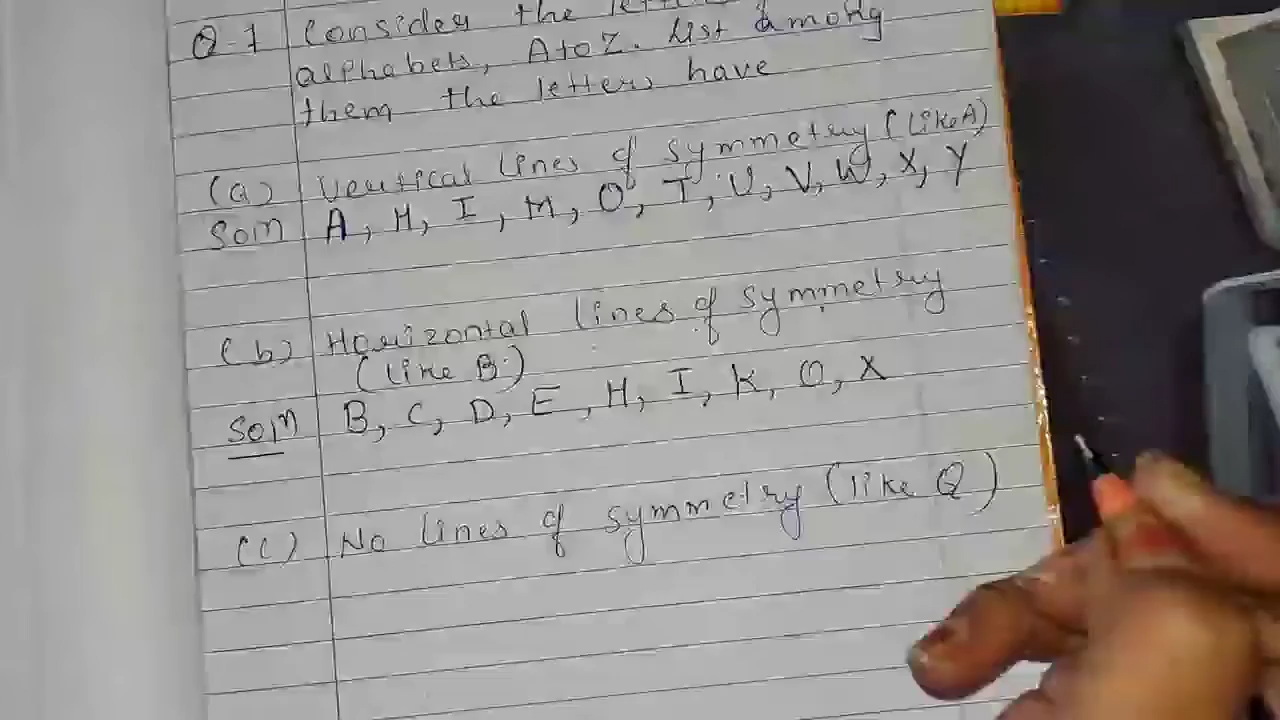 Q-1 Consider the lette
alphabets, A to Z. List among
them the letters have
(a) Vertical lines of symmetry (like A)
Soln A, H, I, M, O, T, U, V, W, X, Y
(b) Horizontal lines of symmetry
(like B.)
Soln B, C, D, E, H, I, K, O, X
(c) No lines of symmetry (like Q)